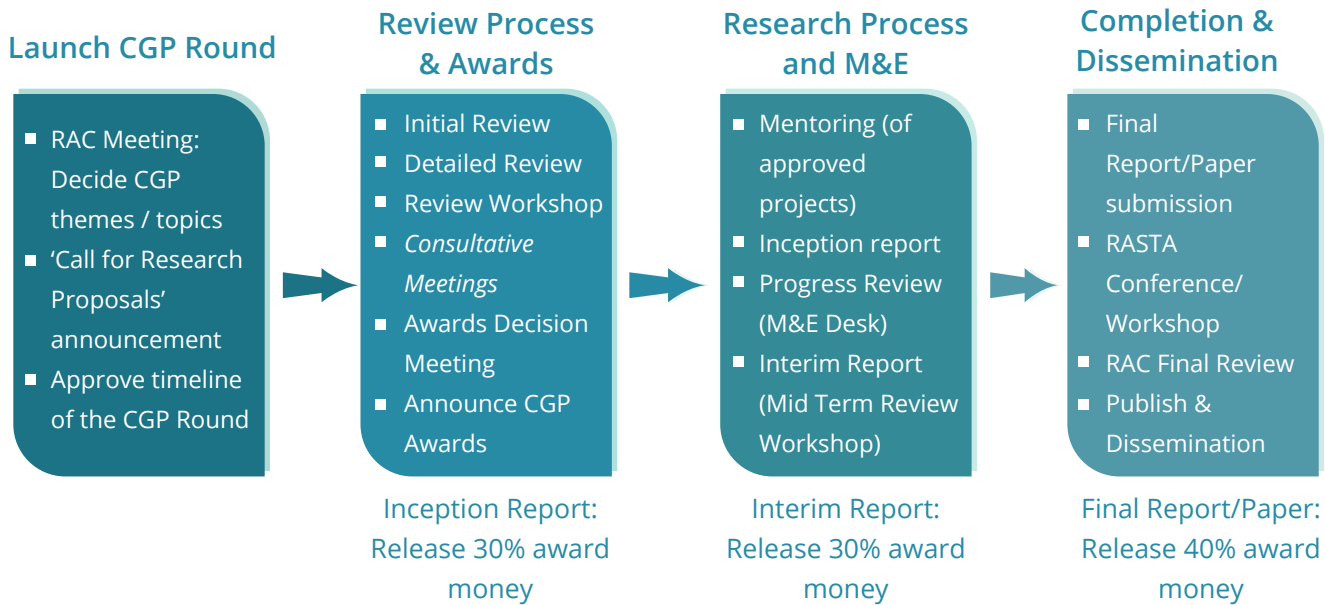 Launch CGP Round
RAC Meeting:
Decide CGP
themes / topics
‘Call for Research
Proposals’
announcement
Approve timeline
of the CGP Round
Review Process
& Awards
Initial Review
Detailed Review
Review Workshop
Consultative
Meetings
Awards Decision
Meeting
Announce CGP
Awards
Inception Report:
Release 30% award
money
Research Process
and M&E
Mentoring (of
approved
projects)
Inception report
Progress Review
(M&E Desk)
Interim Report
(Mid Term Review
Workshop)
Interim Report:
Release 30% award
money
Completion &
Dissemination
Final
Report/Paper
submission
RASTA
Conference/
Workshop
RAC Final Review
Publish &
Dissemination
Final Report/Paper:
Release 40% award
money